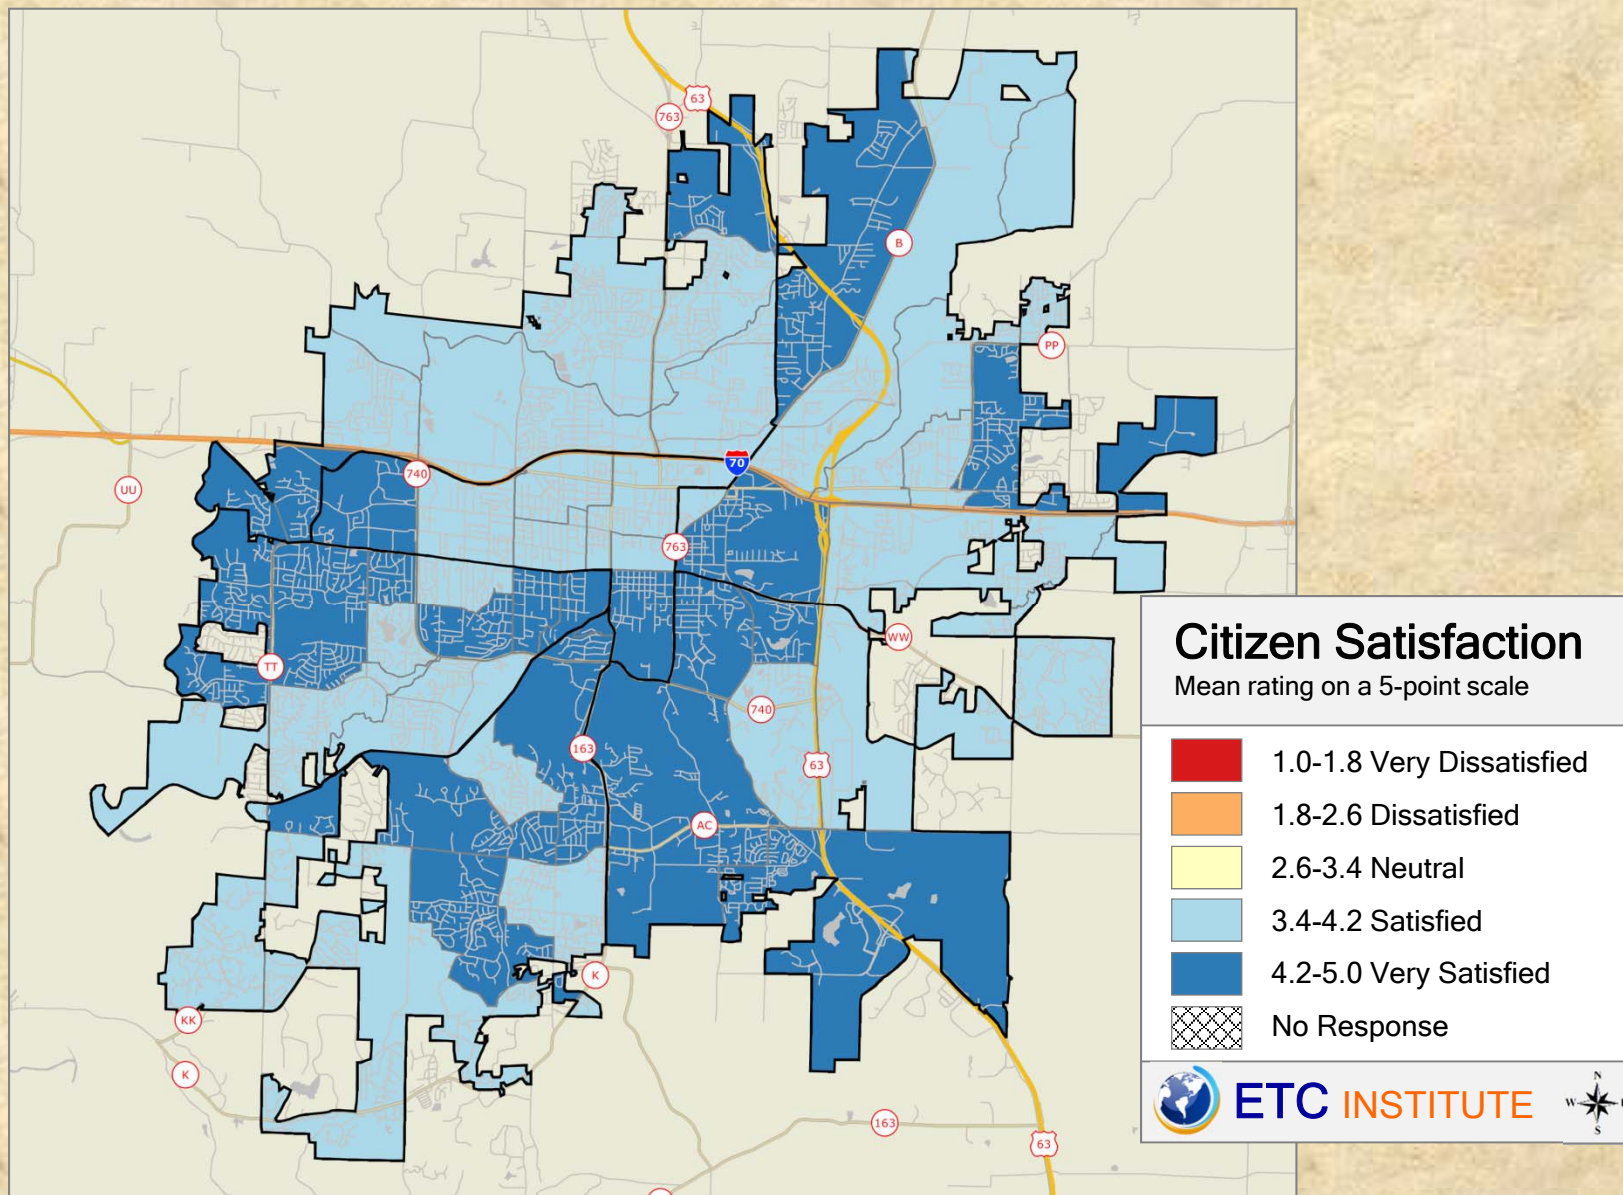 63
763
B
PP
740
70
UU
763
WW
TT
740
163
63
AC
K
KK
K
163
63
Citizen Satisfaction
Mean rating on a 5-point scale
1.0-1.8 Very Dissatisfied
1.8-2.6 Dissatisfied
2.6-3.4 Neutral
3.4-4.2 Satisfied
4.2-5.0 Very Satisfied
No Response
ETC INSTITUTE
N
W
S